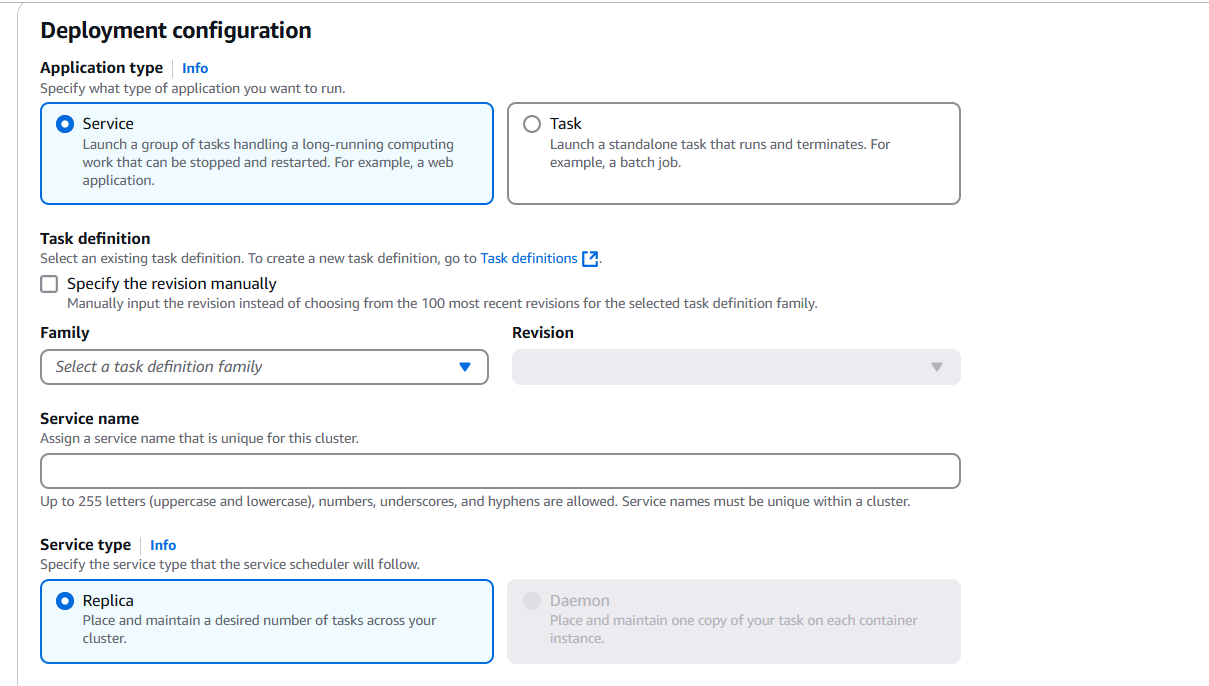 Deployment configuration
Application type Info
Specify what type of application you want to run.
Service
Launch a group of tasks handling a long-running computing
work that can be stopped and restarted. For example, a web
application.
Task
Launch a standalone task that runs and terminates. For
example, a batch job.
Task definition
Select an existing task definition. To create a new task definition, go to Task definitions.
Specify the revision manually
Manually input the revision instead of choosing from the 100 most recent revisions for the selected task definition family.
Family
Select a task definition family
Revision
Service name
Assign a service name that is unique for this cluster.
Up to 255 letters (uppercase and lowercase), numbers, underscores, and hyphens are allowed. Service names must be unique within a cluster.
Service type Info
Specify the service type that the service scheduler will follow.
Replica
Place and maintain a desired number of tasks across your
cluster.
Daemon
Place and maintain one copy of your task on each container
instance.